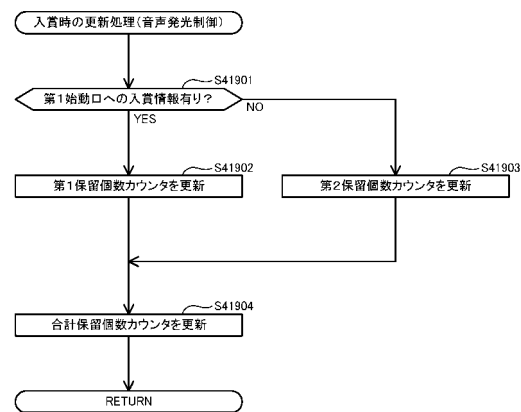 入賞時の更新処理(音声発光制御)
S41901
第1始動口への入賞情報有り?
YES
NO
S41902
第1保留個数カウンタを更新
S41903
第2保留個数カウンタを更新
S41904
合計保留個数カウンタを更新
RETURN